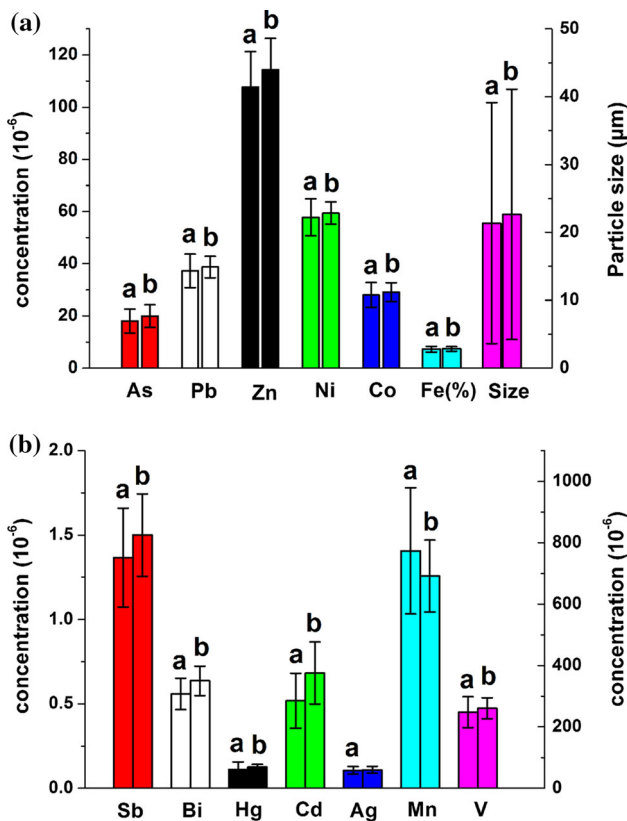 (a)
concentration (10⁻⁶)
120
100
80
60
40
20
0
a b
a b
a b
a b
a b
a b
a b
50
40
30
20
10
0
Particle size (μm)
As Pb Zn Ni Co Fe(%) Size
(b)
concentration (10⁻⁶)
2.0
1.5
1.0
0.5
0.0
a b
a b
a b
a b
a
a b
a b
1000
800
600
400
200
0
concentration (10⁻⁶)
Sb Bi Hg Cd Ag Mn V